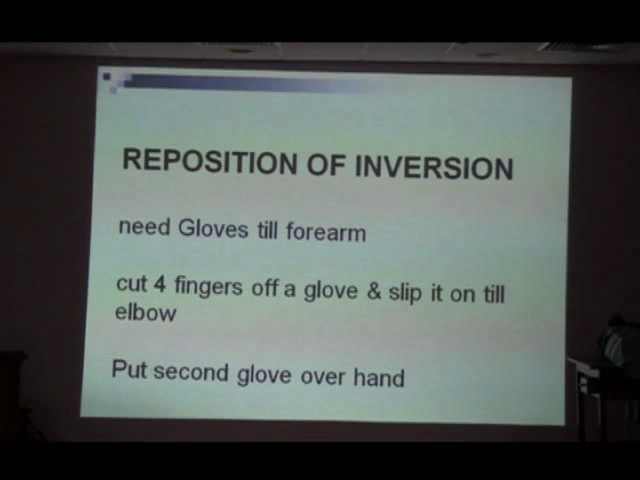 REPOSITION OF INVERSION
need Gloves till forearm
cut 4 fingers off a glove & slip it on till
elbow
Put second glove over hand